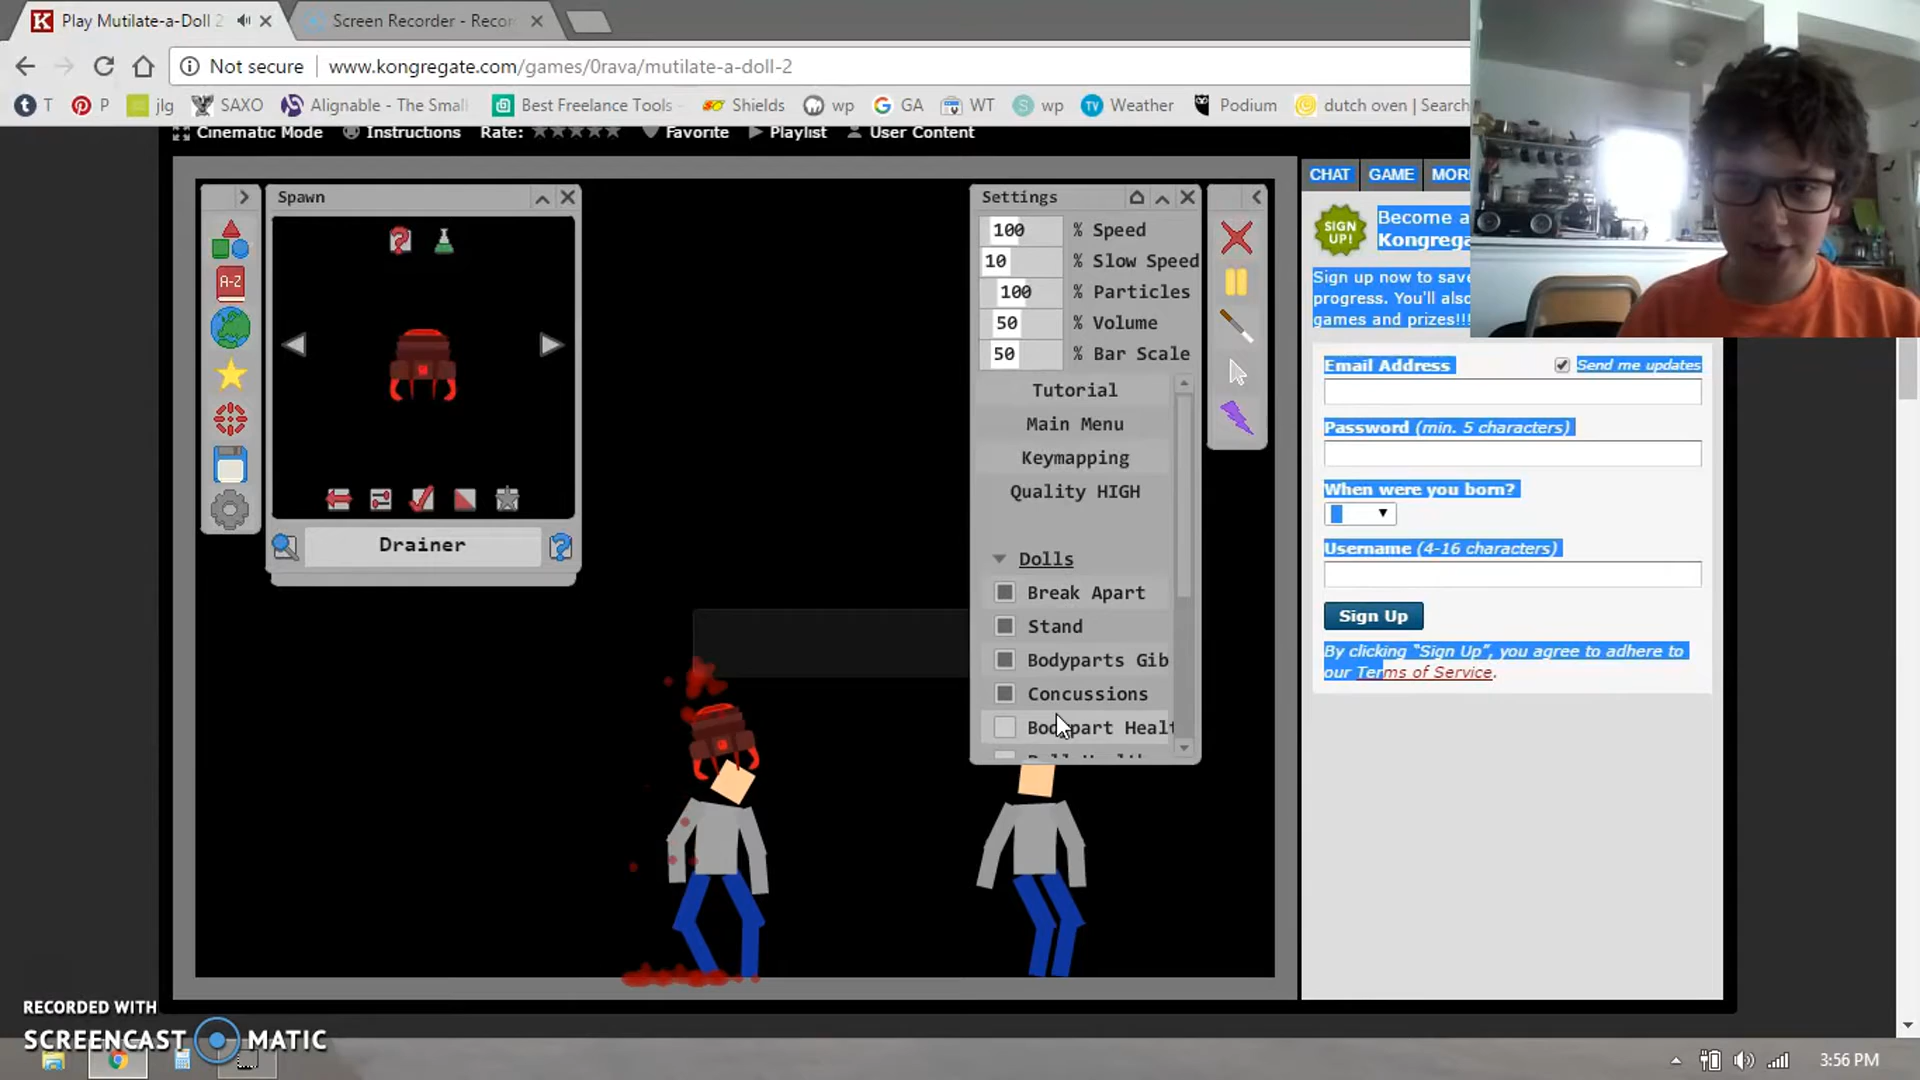 Play Mutilate-a-Doll 2
Screen Recorder - Recor
Not secure
www.kongregate.com/games/0rava/mutilate-a-doll-2
T
P
jlg
SAXO
Alignable - The Small
Best Freelance Tools
Shields
wp
GA
WT
wp
Weather
Podium
dutch oven | Search
Cinematic Mode
Instructions
Rate:
Favorite
Playlist
User Content
Spawn
A-Z
Drainer
Settings
100 % Speed
10 % Slow Speed
100 % Particles
50 % Volume
50 % Bar Scale
Tutorial
Main Menu
Keymapping
Quality HIGH
Dolls
Break Apart
Stand
Bodyparts Gib
Concussions
Bodypart Healt
CHAT
GAME
MOR
SIGN UP!
Become a
Kongrega
Sign up now to save
progress. You'll also
games and prizes!!!
Email Address
Send me updates
Password (min. 5 characters)
When were you born?
Username (4-16 characters)
Sign Up
By clicking "Sign Up", you agree to adhere to
our Terms of Service.
RECORDED WITH
SCREENCAST MATIC
3:56 PM